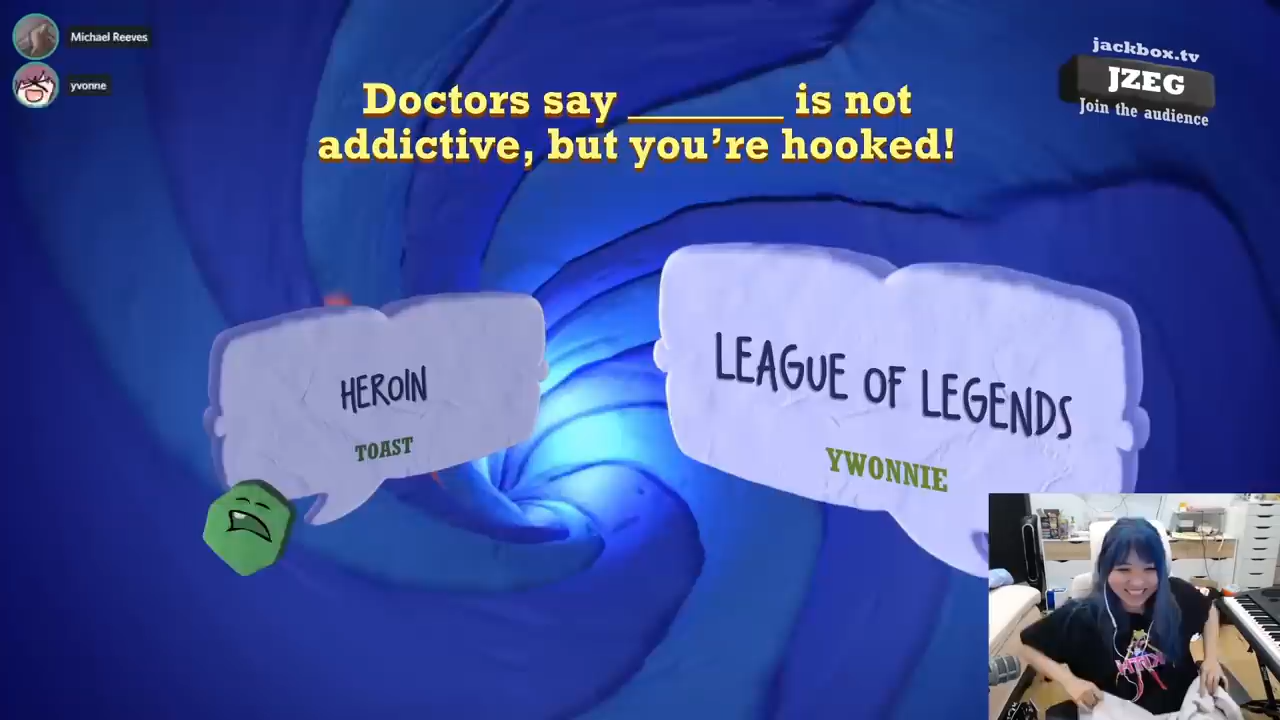 Michael Reeves
yvonne
jackbox.tv
JZEG
Join the audience
Doctors say ______ is not
addictive, but you're hooked!
HEROIN
TOAST
LEAGUE OF LEGENDS
YWONNIE